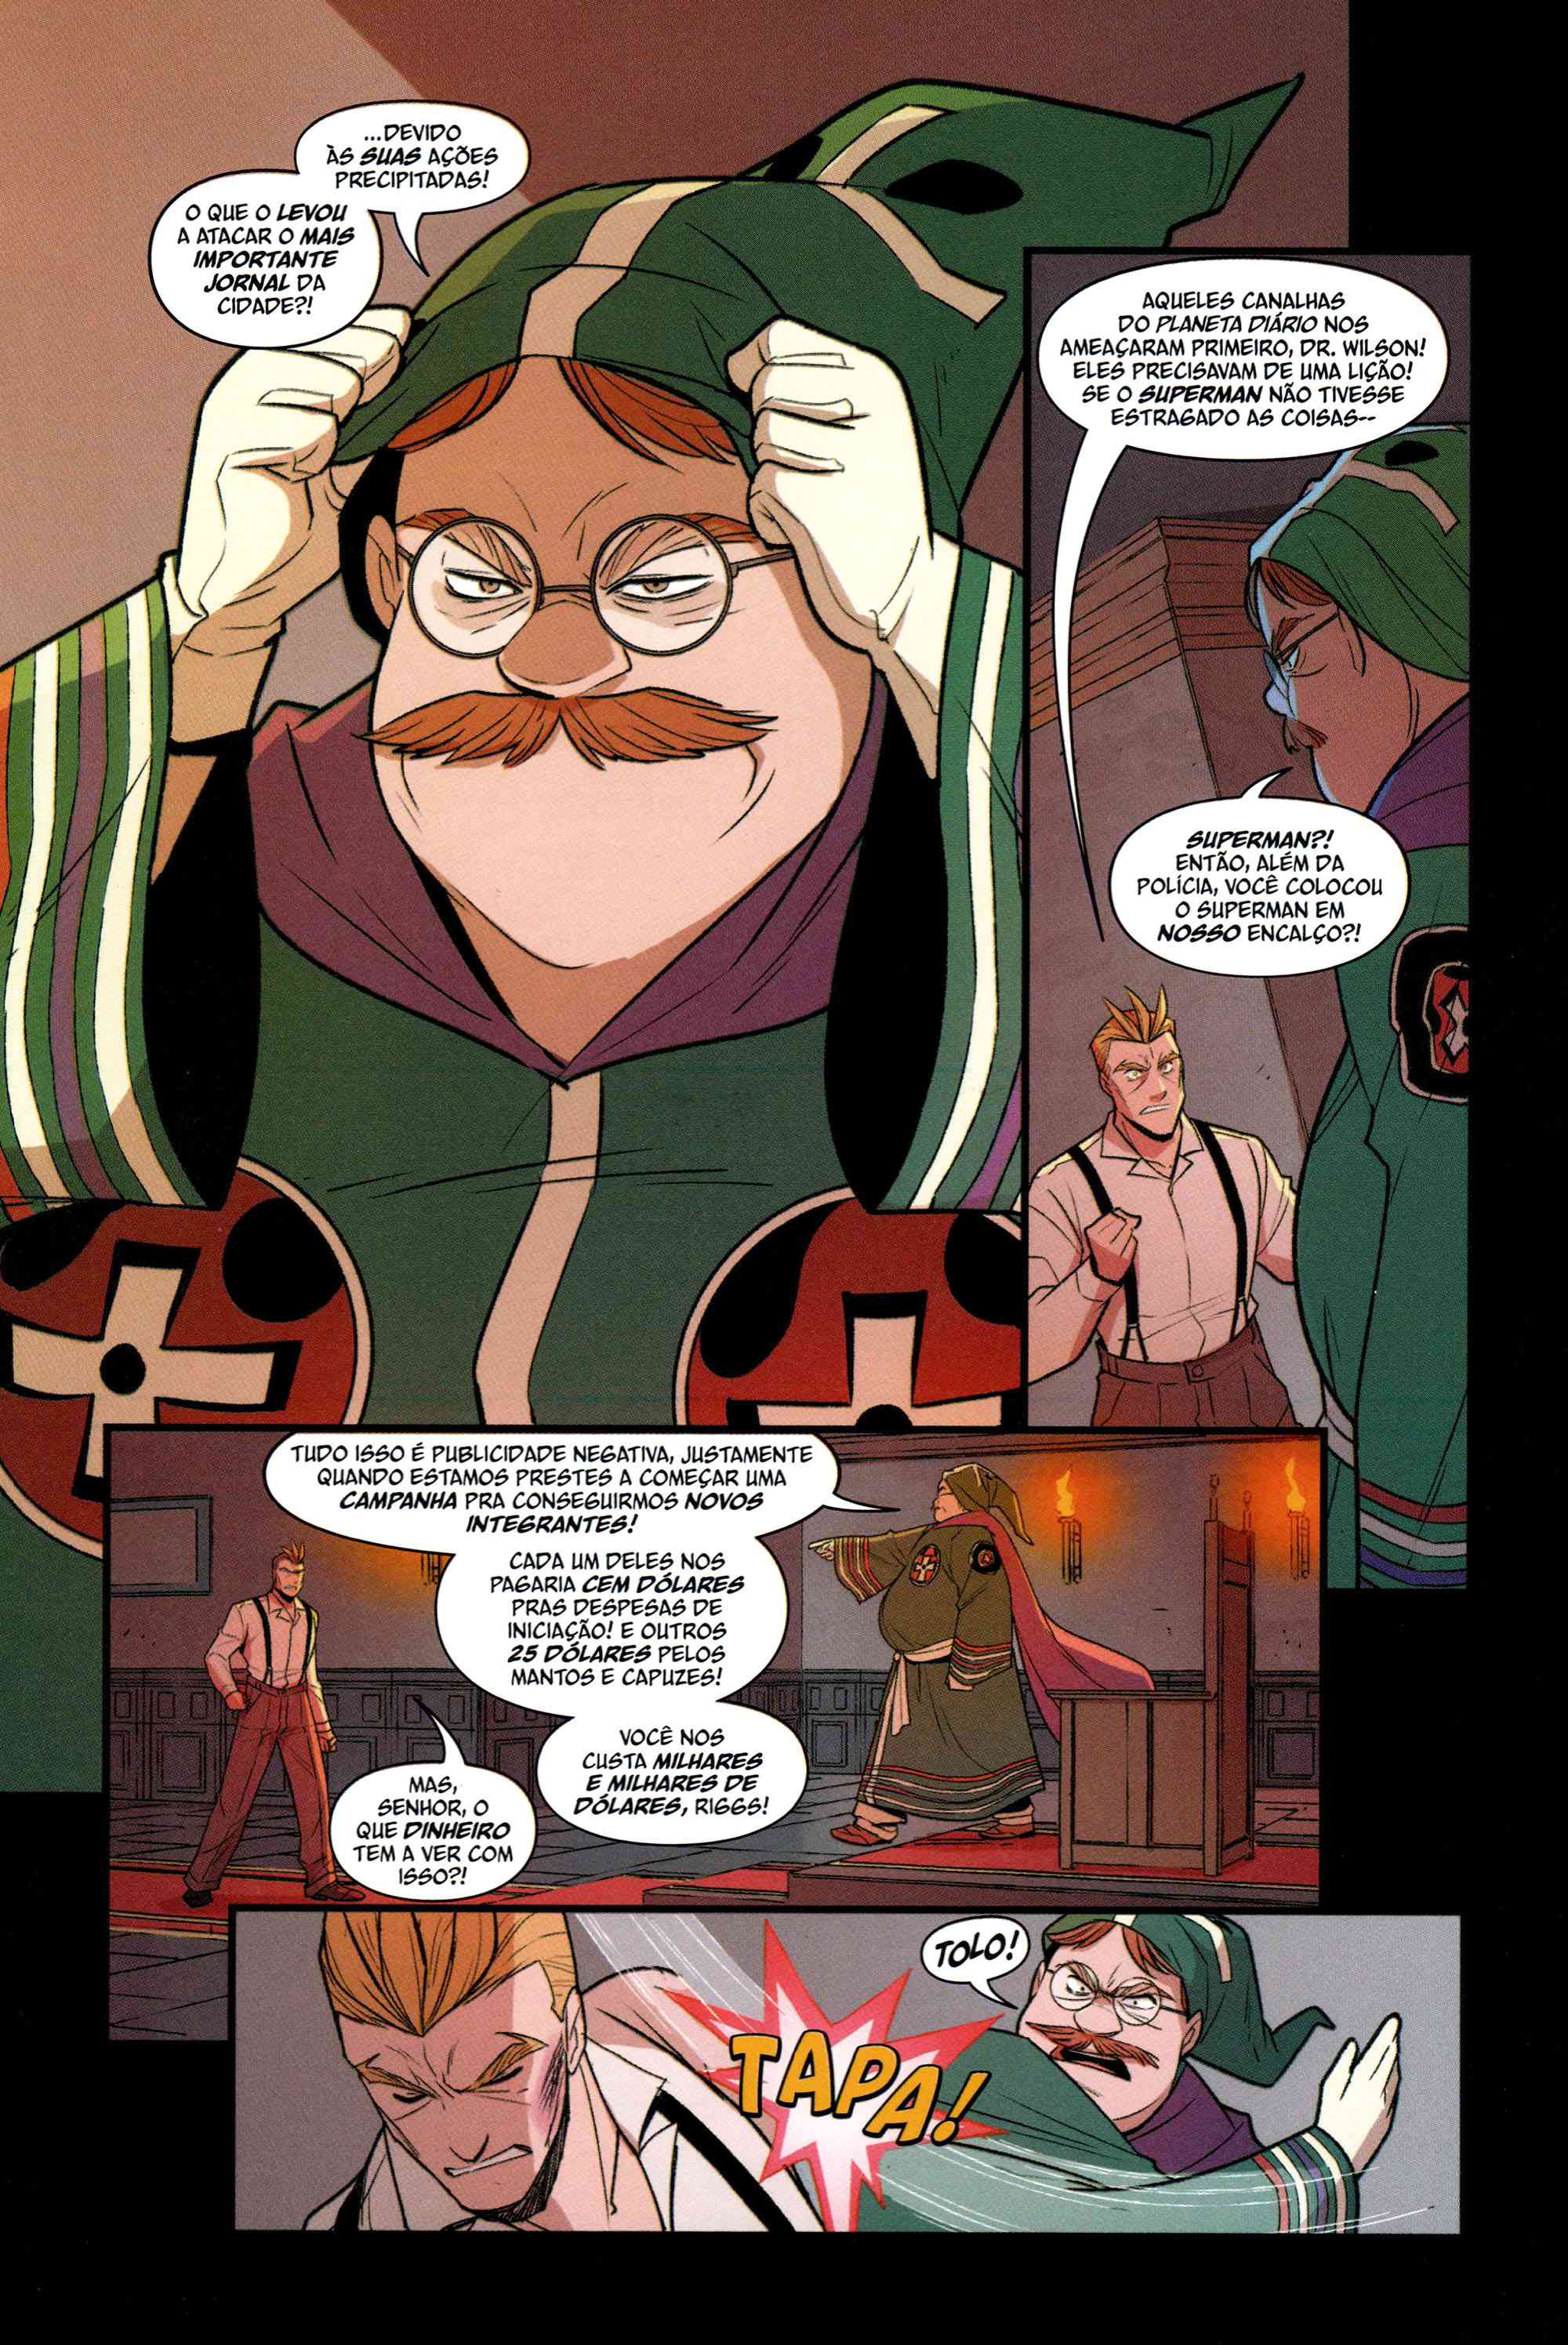 ...DEVIDO
ÀS SUAS AÇÕES
PRECIPITADAS!
O QUE O LEVOU
A ATACAR O MAIS
IMPORTANTE
JORNAL DA
CIDADE?!
AQUELES CANALHAS
DO PLANETA DIÁRIO NOS
AMEAÇARAM PRIMEIRO, DR. WILSON!
ELES PRECISAVAM DE UMA LIÇÃO!
SE O SUPERMAN NÃO TIVESSE
ESTRAGADO AS COISAS--
SUPERMAN?!
ENTÃO, ALÉM DA
POLÍCIA, VOCÊ COLOCOU
O SUPERMAN EM
NOSSO ENCALÇO?!
TUDO ISSO É PUBLICIDADE NEGATIVA, JUSTAMENTE
QUANDO ESTAMOS PRESTES A COMEÇAR UMA
CAMPANHA PRA CONSEGUIRMOS NOVOS
INTEGRANTES!
CADA UM DELES NOS
PAGARIA CEM DÓLARES
PRAS DESPESAS DE
INICIAÇÃO! E OUTROS
25 DÓLARES PELOS
MANTOS E CAPUZES!
VOCÊ NOS
CUSTA MILHARES
E MILHARES DE
DÓLARES, RIGGS!
MAS,
SENHOR, O
QUE DINHEIRO
TEM A VER COM
ISSO?!
TOLO!
TAPA!